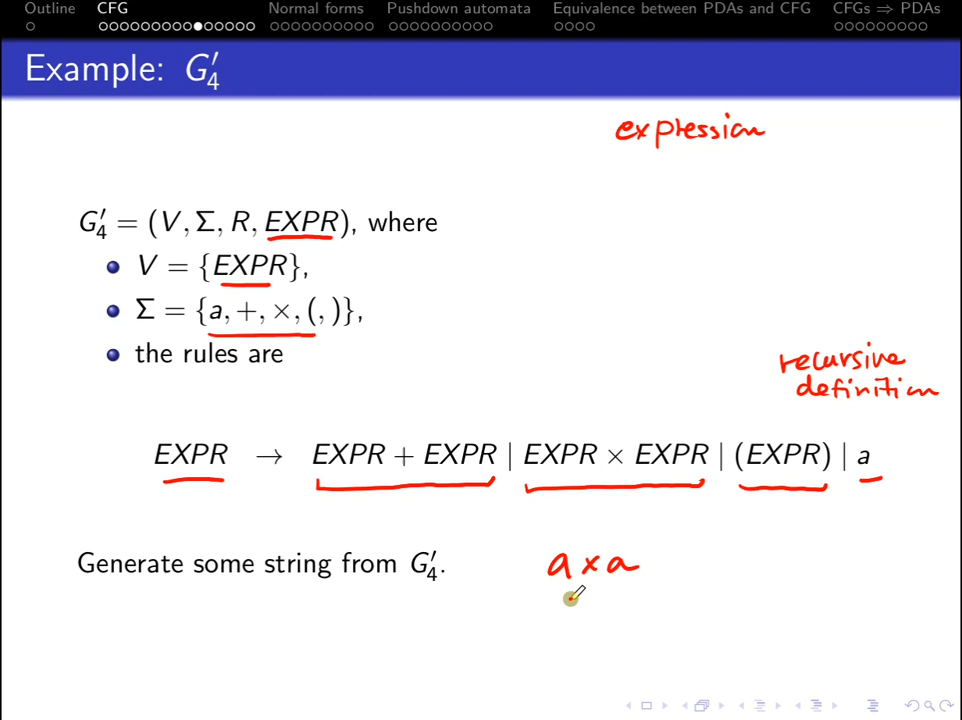 Outline CFG Normal forms Pushdown automata Equivalence between PDAs and CFG CFGs ⇒ PDAs
Example: G′₄
expression
G′₄ = (V, Σ, R, EXPR), where
V = {EXPR},
Σ = {a, +, ×, (, )},
the rules are
recursive
definition
EXPR → EXPR + EXPR | EXPR × EXPR | (EXPR) | a
Generate some string from G′₄. a × a